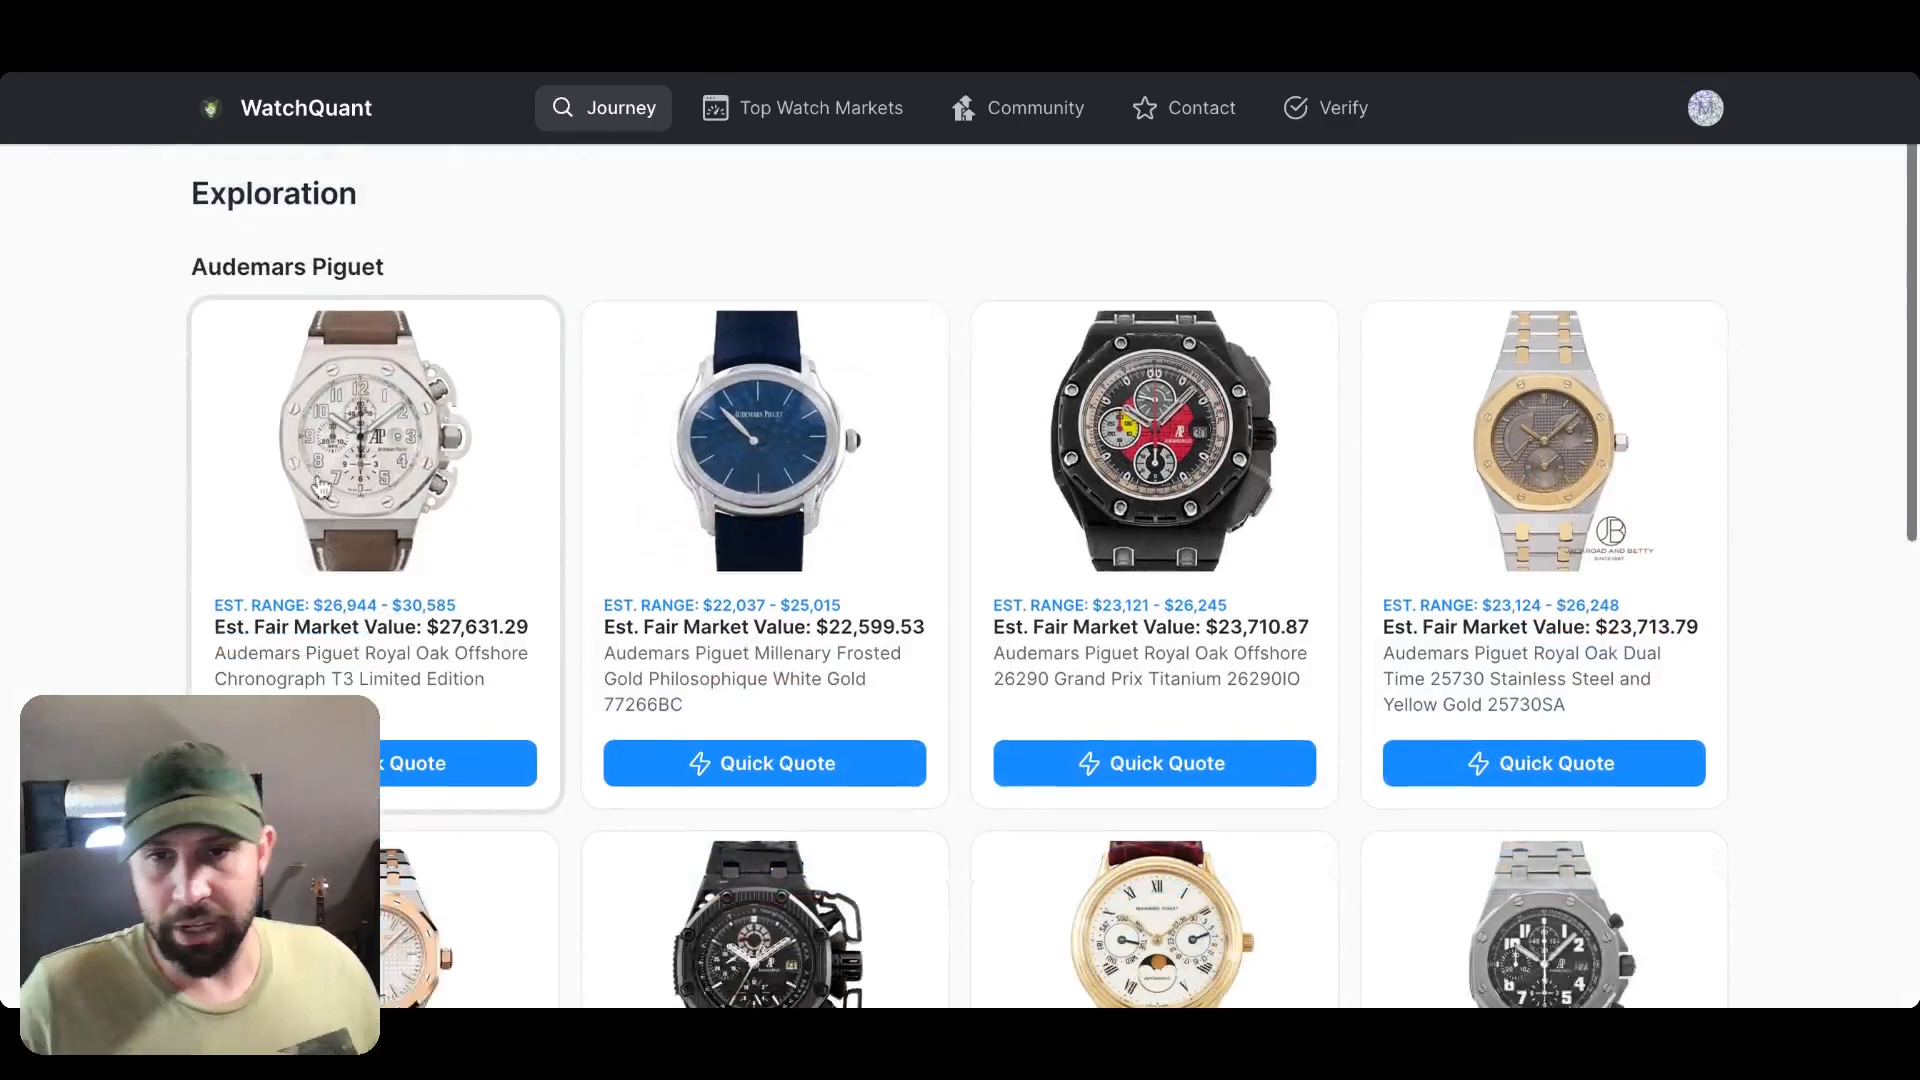 WatchQuant
Journey
Top Watch Markets
Community
Contact
Verify
Exploration
Audemars Piguet
AUDEMARS PIGUET
JACKROAD AND BETTY
EST. RANGE: $26,944 - $30,585
Est. Fair Market Value: $27,631.29
Audemars Piguet Royal Oak Offshore
Chronograph T3 Limited Edition
Quote
EST. RANGE: $22,037 - $25,015
Est. Fair Market Value: $22,599.53
Audemars Piguet Millenary Frosted
Gold Philosophique White Gold
77266BC
Quick Quote
EST. RANGE: $23,121 - $26,245
Est. Fair Market Value: $23,710.87
Audemars Piguet Royal Oak Offshore
26290 Grand Prix Titanium 26290IO
Quick Quote
EST. RANGE: $23,124 - $26,248
Est. Fair Market Value: $23,713.79
Audemars Piguet Royal Oak Dual
Time 25730 Stainless Steel and
Yellow Gold 25730SA
Quick Quote